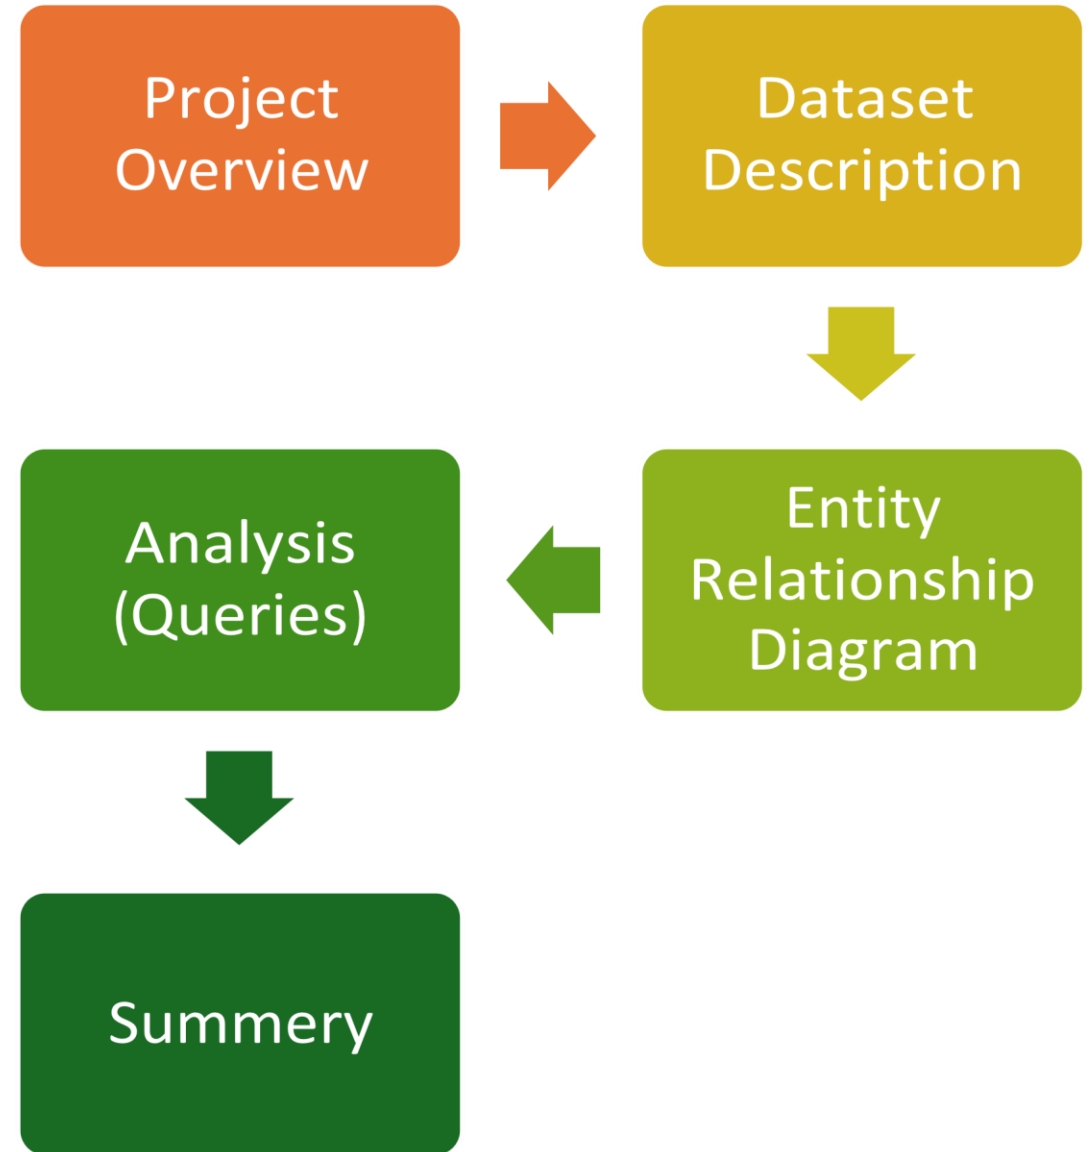 Project
Overview
Dataset
Description
Entity
Relationship
Diagram
Analysis
(Queries)
Summery